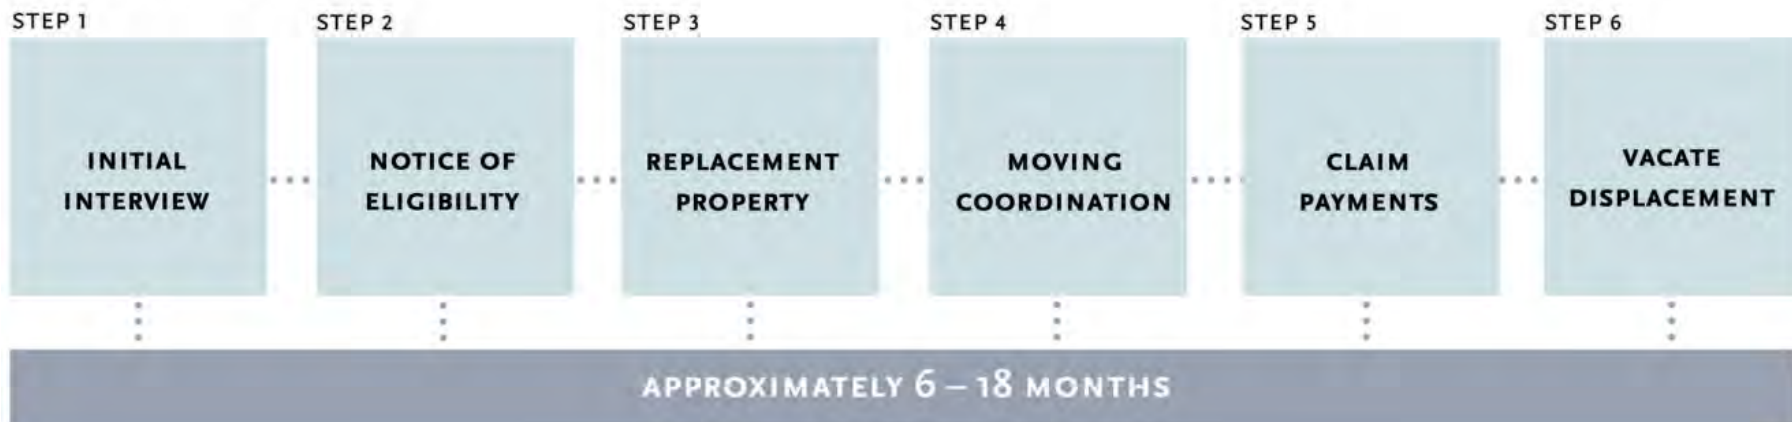 STEP 1
INITIAL
INTERVIEW
STEP 2
NOTICE OF
ELIGIBILITY
STEP 3
REPLACEMENT
PROPERTY
STEP 4
MOVING
COORDINATION
STEP 5
CLAIM
PAYMENTS
STEP 6
VACATE
DISPLACEMENT
APPROXIMATELY 6 – 18 MONTHS